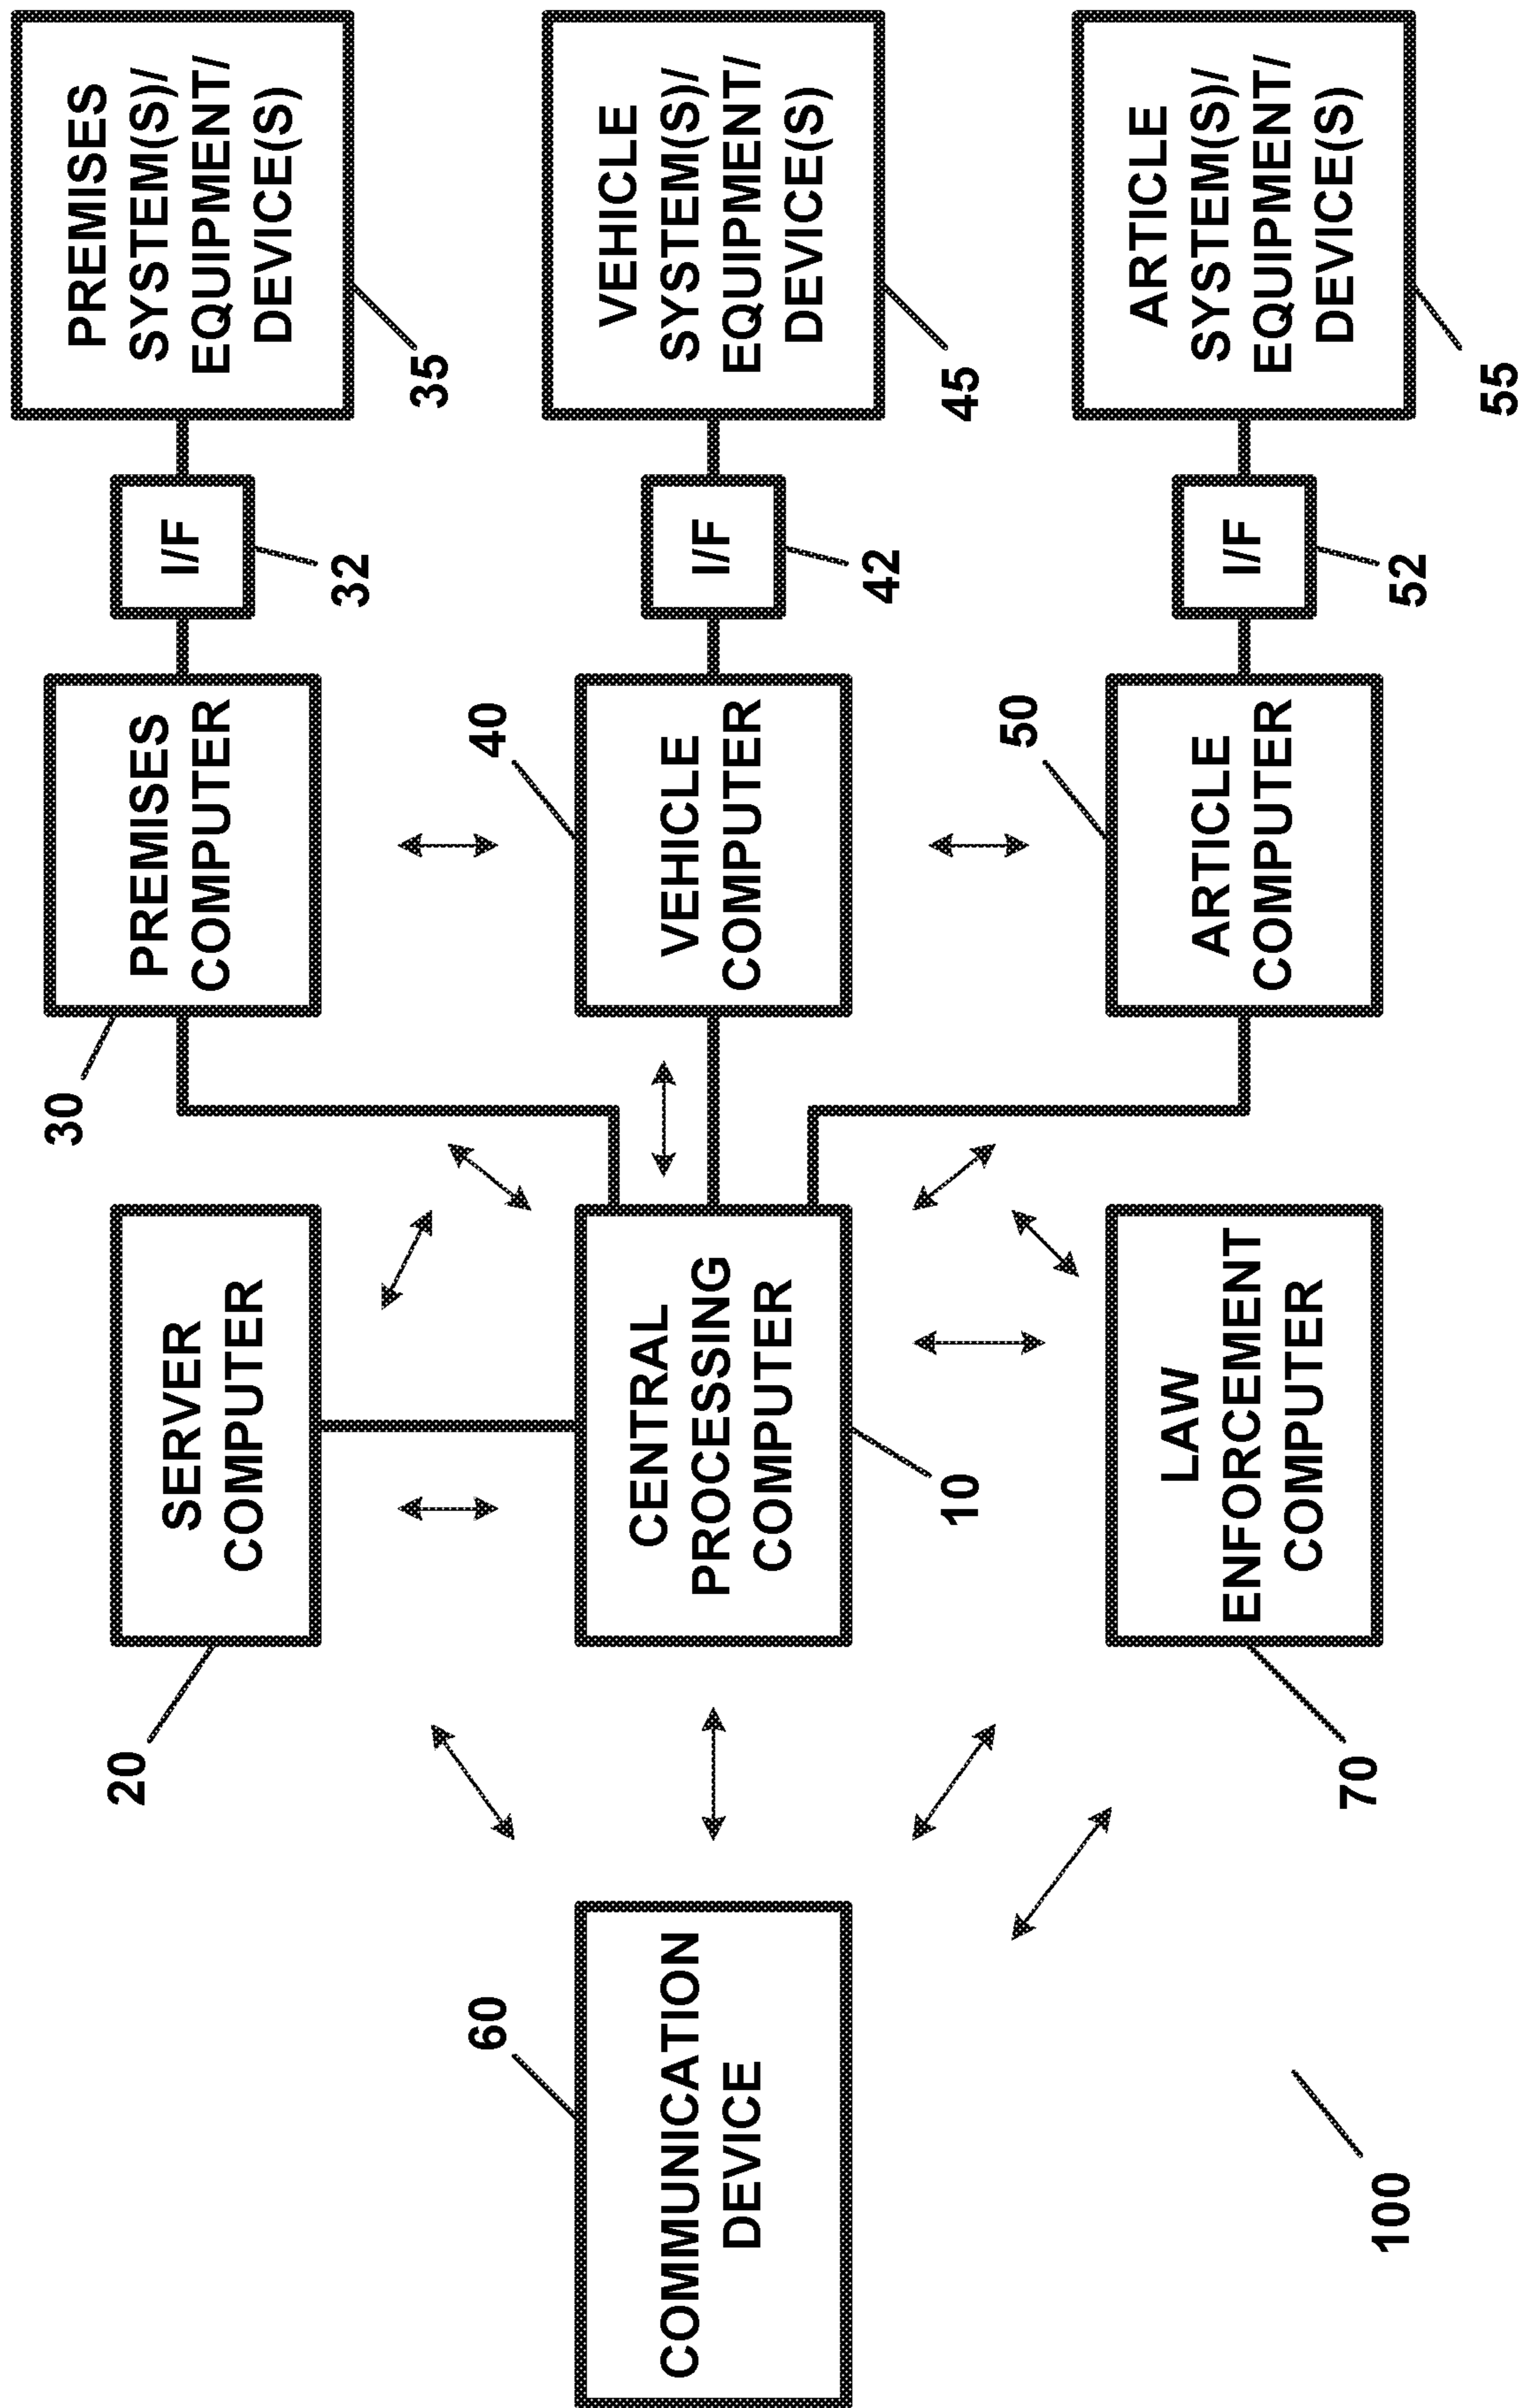 SERVER
COMPUTER
20
PREMISES
COMPUTER
30
I/F
32
PREMISES
SYSTEM(S)/
EQUIPMENT/
DEVICE(S)
35
COMMUNICATION
DEVICE
60
CENTRAL
PROCESSING
COMPUTER
10
VEHICLE
COMPUTER
40
I/F
42
VEHICLE
SYSTEM(S)/
EQUIPMENT/
DEVICE(S)
45
LAW
ENFORCEMENT
COMPUTER
70
ARTICLE
COMPUTER
50
I/F
52
ARTICLE
SYSTEM(S)/
EQUIPMENT/
DEVICE(S)
55
100